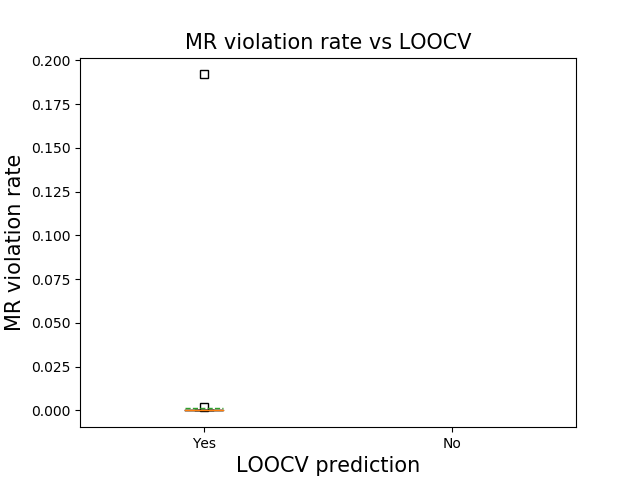 MR violation rate vs LOOCV
MR violation rate
0.200
0.175
0.150
0.125
0.100
0.075
0.050
0.025
0.000
Yes
No
LOOCV prediction